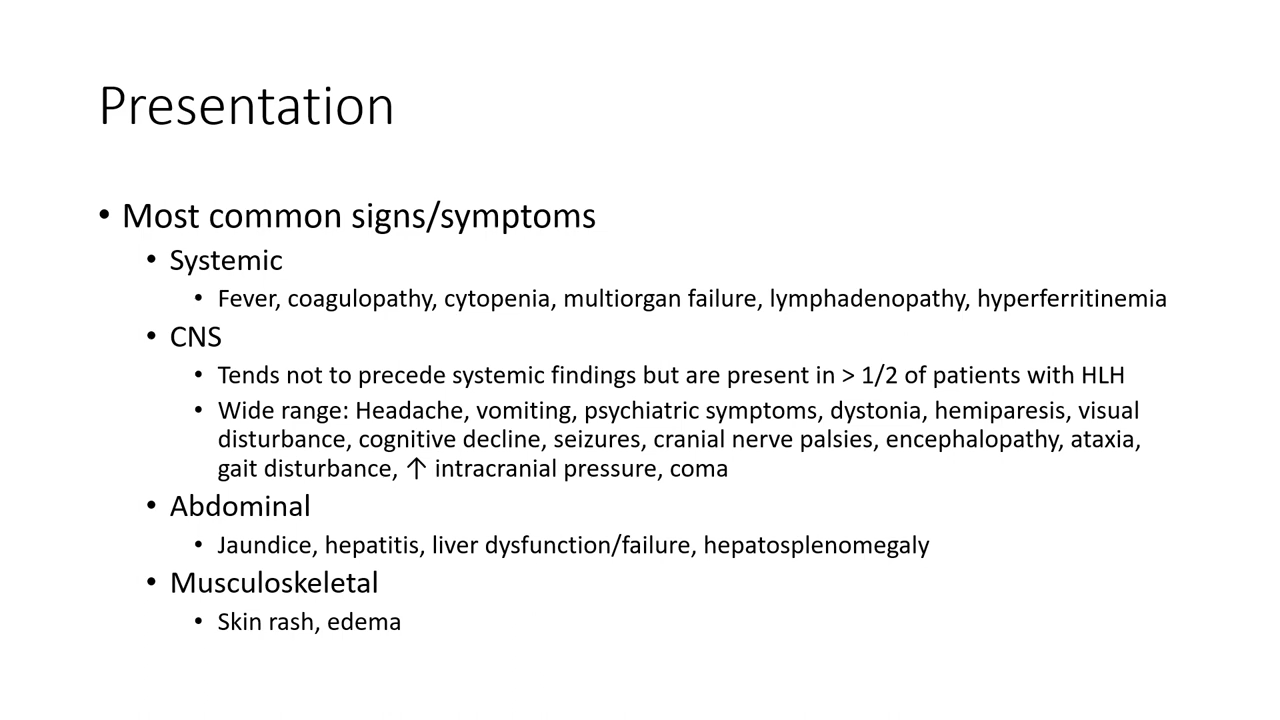 Presentation
• Most common signs/symptoms
• Systemic
• Fever, coagulopathy, cytopenia, multiorgan failure, lymphadenopathy, hyperferritinemia
• CNS
• Tends not to precede systemic findings but are present in > 1/2 of patients with HLH
• Wide range: Headache, vomiting, psychiatric symptoms, dystonia, hemiparesis, visual
disturbance, cognitive decline, seizures, cranial nerve palsies, encephalopathy, ataxia,
gait disturbance, ↑ intracranial pressure, coma
• Abdominal
• Jaundice, hepatitis, liver dysfunction/failure, hepatosplenomegaly
• Musculoskeletal
• Skin rash, edema